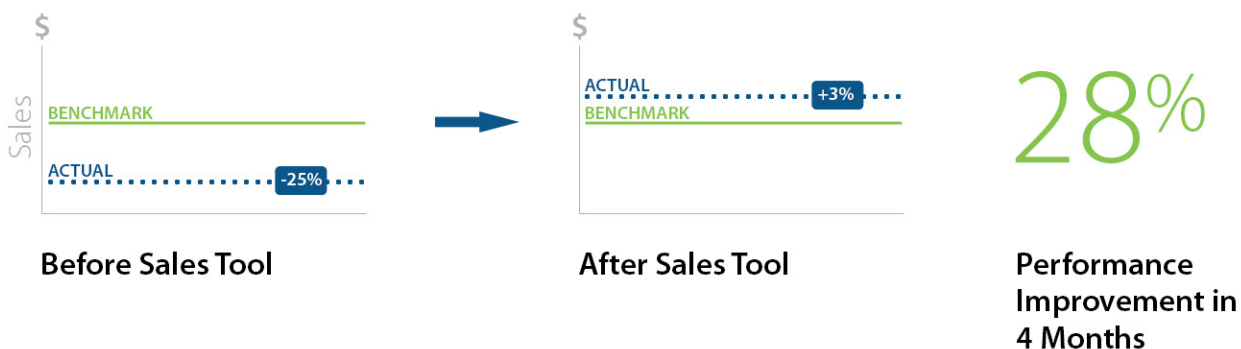 $
Sales
BENCHMARK
ACTUAL
-25%
Before Sales Tool
$
ACTUAL
+3%
BENCHMARK
After Sales Tool
28%
Performance
Improvement in
4 Months